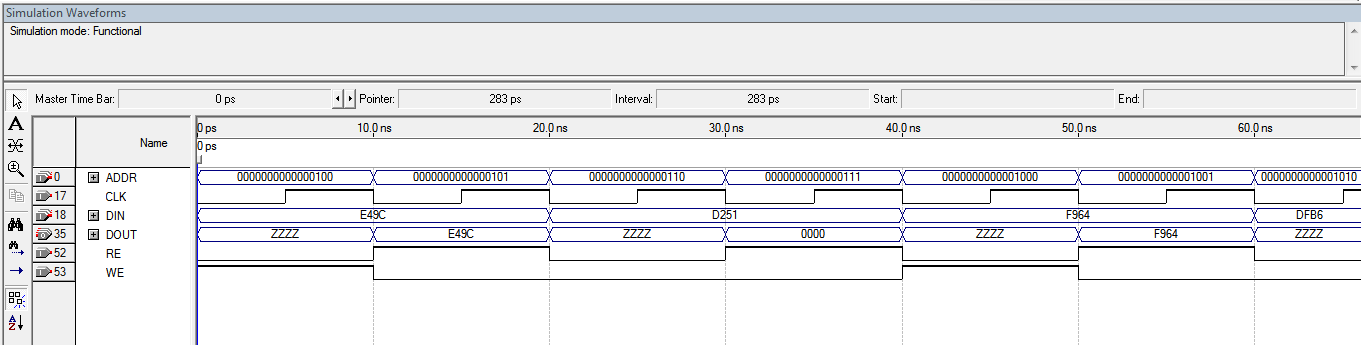 Simulation Waveforms
Simulation mode: Functional
Master Time Bar: 0 ps Pointer: 283 ps Interval: 283 ps Start: End:
Name 0 ps 10.0 ns 20.0 ns 30.0 ns 40.0 ns 50.0 ns 60.0 ns
0 ps
0 ADDR 0000000000000100 0000000000000101 0000000000000110 0000000000000111 0000000000001000 0000000000001001 0000000000001010
17 CLK
18 DIN E49C D251 F964 DFB6
35 DOUT ZZZZ E49C ZZZZ 0000 ZZZZ F964 ZZZZ
52 RE
53 WE